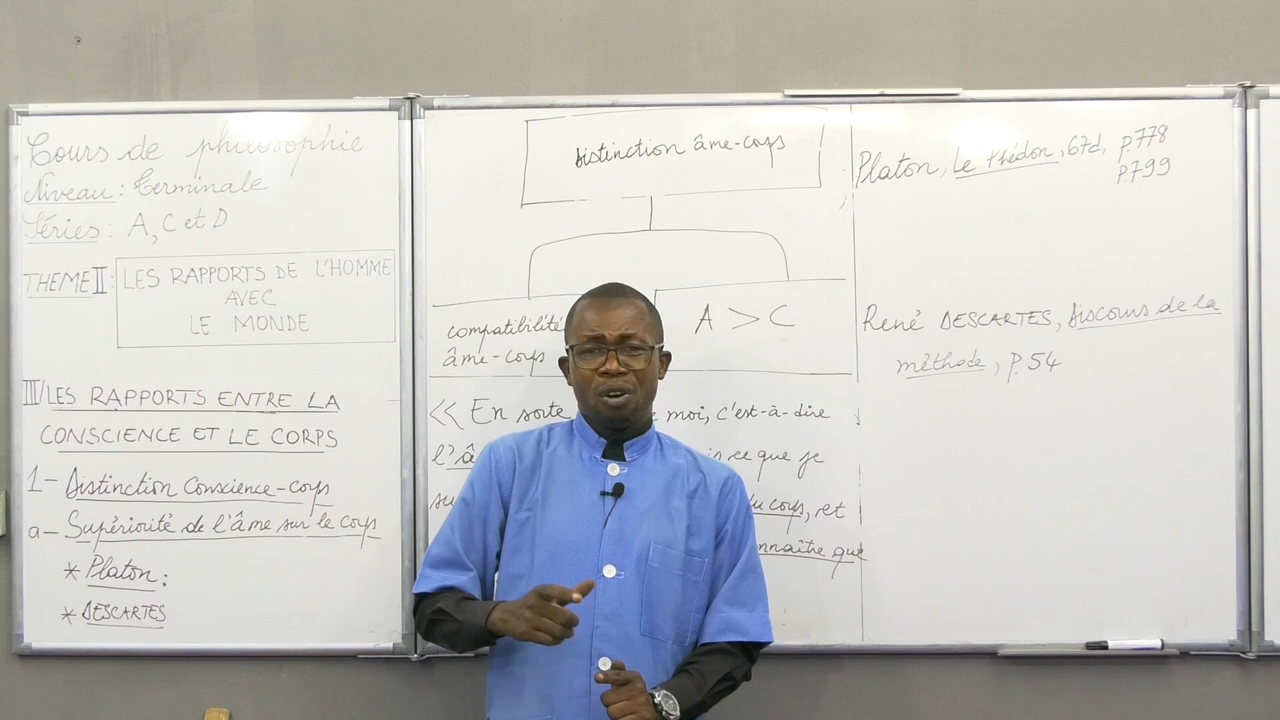 Cours de philosophie
Niveau : Terminale
Séries : A, C et D
THEME II :
LES RAPPORTS DE L'HOMME
AVEC
LE MONDE
III/ LES RAPPORTS ENTRE LA
CONSCIENCE ET LE CORPS
1- Distinction Conscience-corps
a- Supériorité de l'âme sur le corps
* Platon :
* DESCARTES
Distinction âme-corps
compatibilité
âme-corps
A > C
<< En sorte moi, c'est-à-dire
ce que je
du corps, et
que
Platon, Le Phédon, 67d, p.778
p.799
René DESCARTES, Discours de la
méthode, p.54